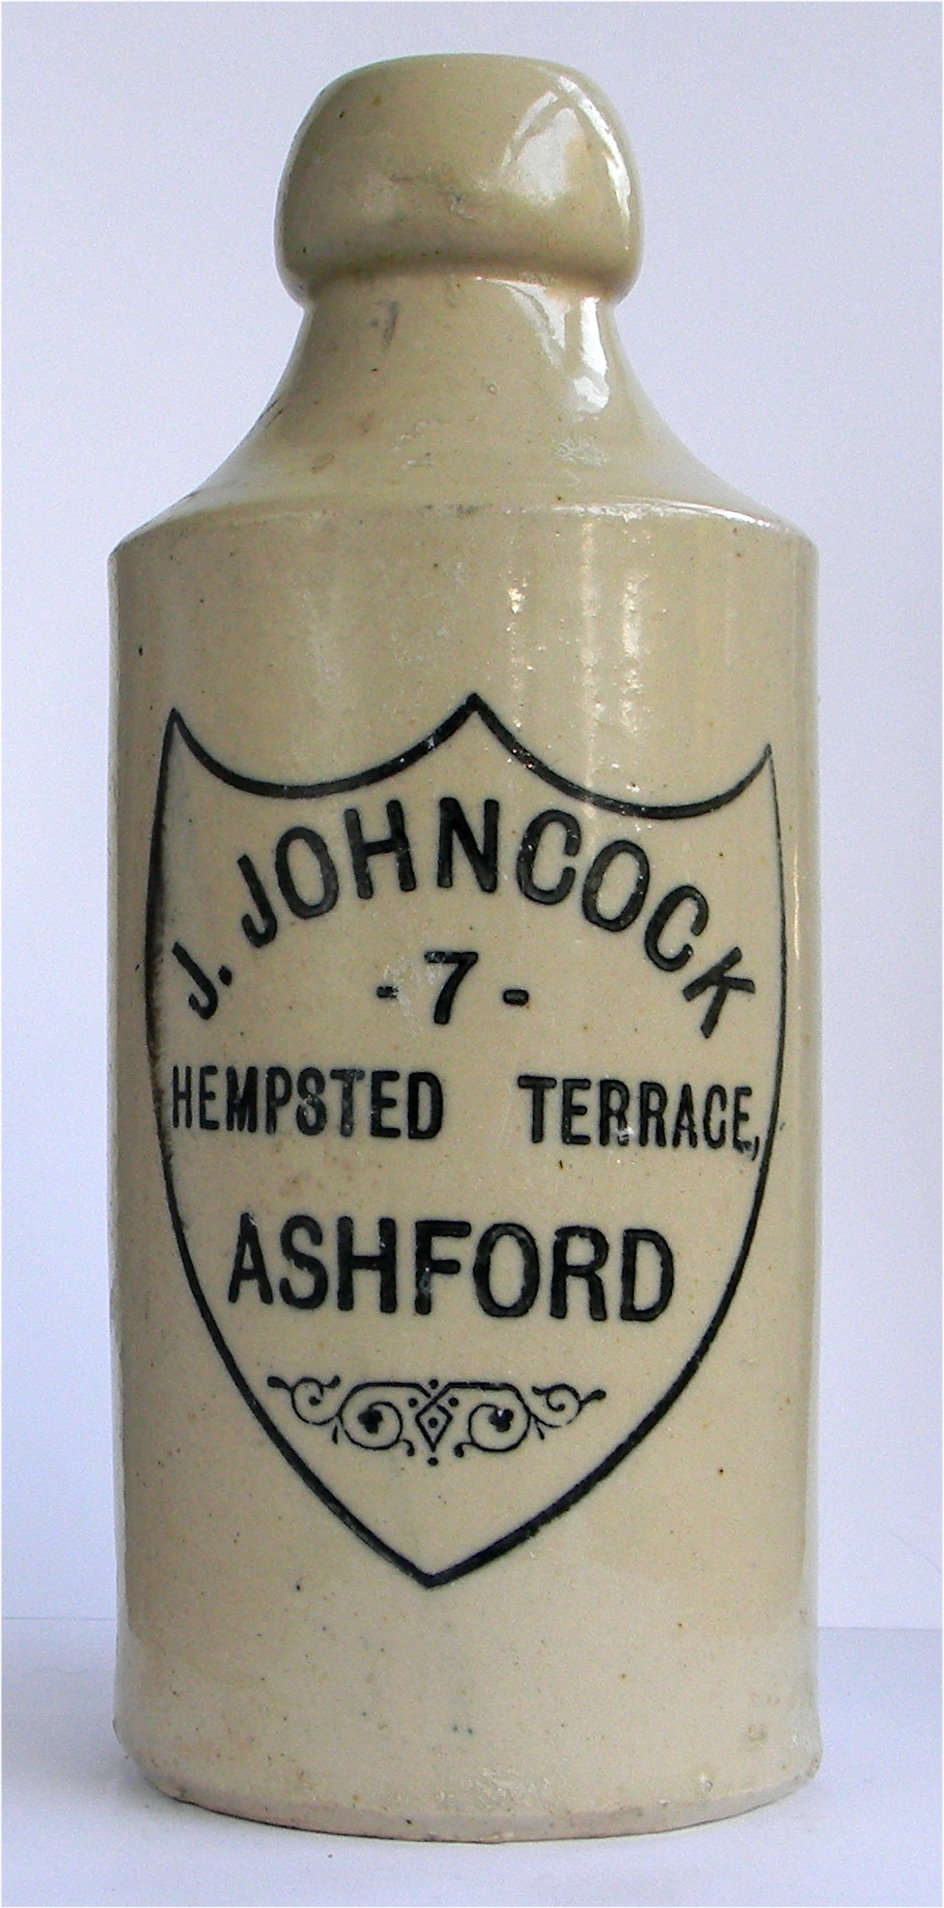 J. JOHNCOCK
- 7 -
HEMPSTED TERRACE,
ASHFORD